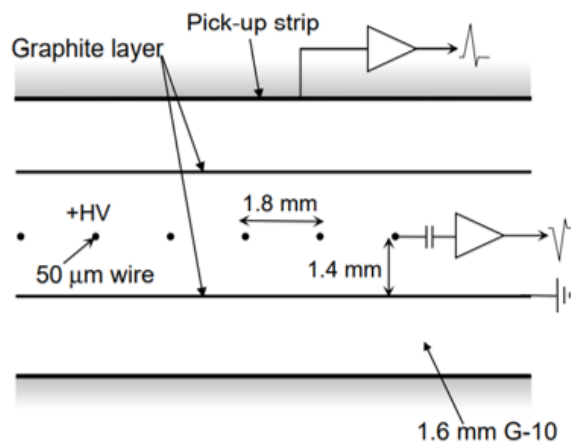 Pick-up strip
Graphite layer
1.8 mm
+HV
50 μm wire
1.4 mm
1.6 mm G-10